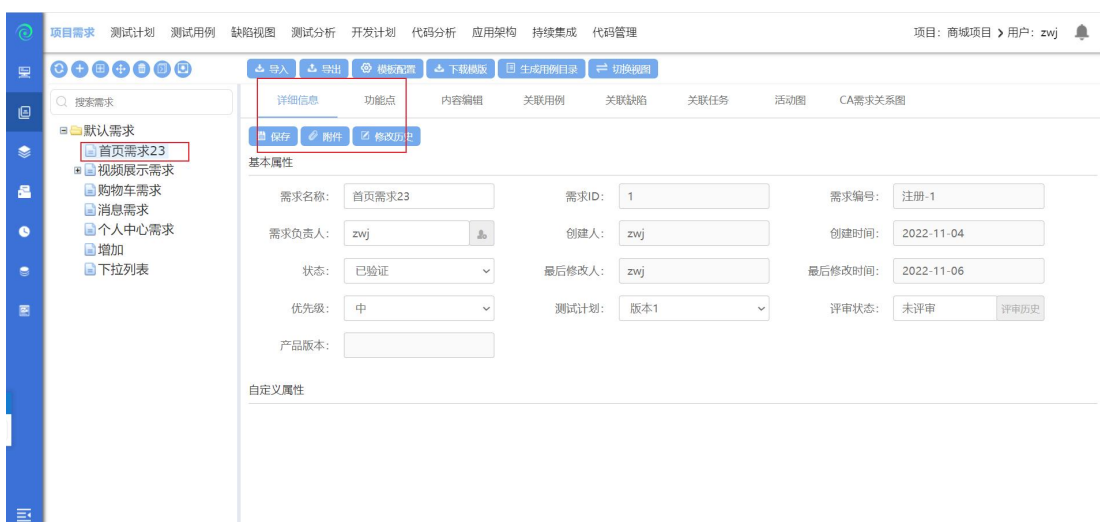 项目需求 测试计划 测试用例 缺陷视图 测试分析 开发计划 代码分析 应用架构 持续集成 代码管理 项目：商城项目 用户：zwj
导入 导出 模板配置 下载模版 生成用例目录 切换视图
搜索需求
详细信息 功能点 内容编辑 关联用例 关联缺陷 关联任务 活动图 CA需求关系图
默认需求
首页需求23
视频展示需求
购物车需求
消息需求
个人中心需求
增加
下拉列表
保存 附件 修改历史
基本属性
需求名称： 首页需求23 需求ID： 1 需求编号： 注册-1
需求负责人： zwj 创建人： zwj 创建时间： 2022-11-04
状态： 已验证 最后修改人： zwj 最后修改时间： 2022-11-06
优先级： 中 测试计划： 版本1 评审状态： 未评审 评审历史
产品版本：
自定义属性